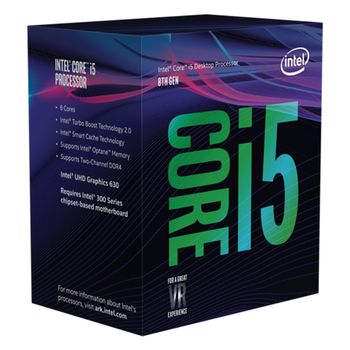 INTEL® CORE™ i5
PROCESSOR
• 6 Cores
• Intel® Turbo Boost Technology 2.0
• Intel® Smart Cache Technology
• Supports Intel® Optane™ Memory
• Supports Two-Channel DDR4
Intel® UHD Graphics 630
Requires Intel® 300 Series
chipset-based motherboard
For more information about Intel's
processors, visit ark.intel.com
Intel® Core™ i5 Desktop Processor
8TH GEN
intel®
CORE i5
FOR A GREAT
VR
EXPERIENCE